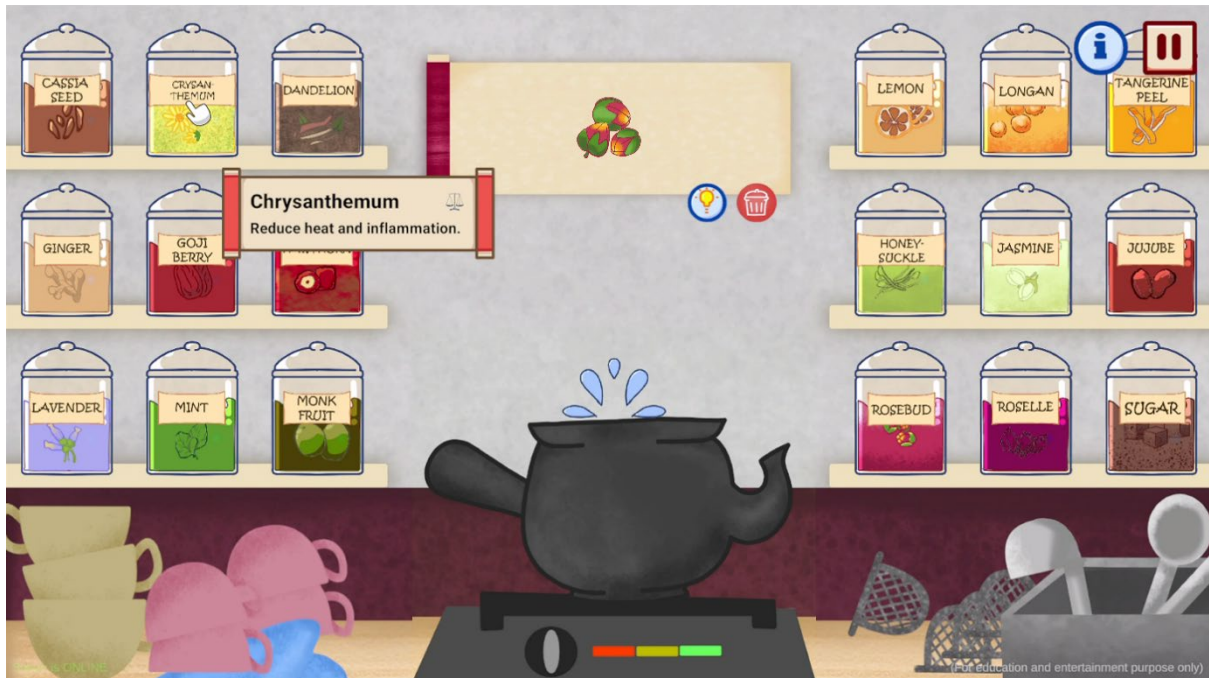 CASSIA
SEED
CRYSAN-
THEMUM
DANDELION
LEMON
LONGAN
TANGERINE
PEEL
Chrysanthemum
Reduce heat and inflammation.
GINGER
GOJI
BERRY
HONEY-
SUCKLE
JASMINE
JUJUBE
LAVENDER
MINT
MONK
FRUIT
ROSEBUD
ROSELLE
SUGAR
(For education and entertainment purpose only)